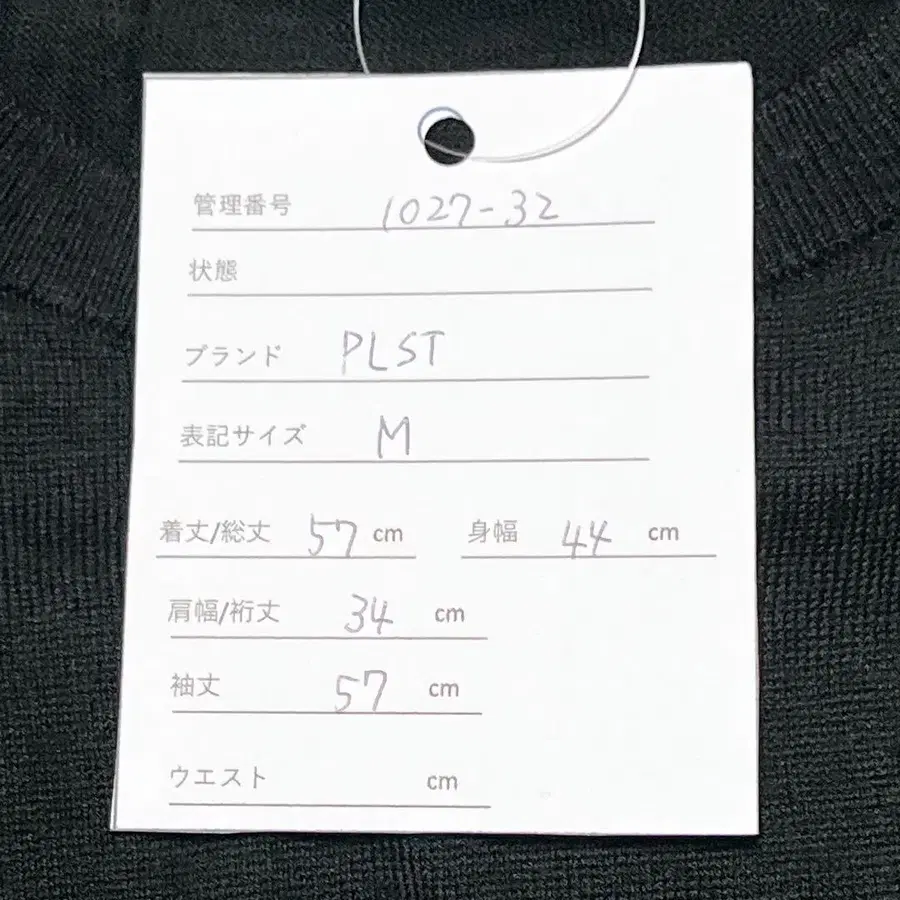 管理番号 1027-32
状態
ブランド PLST
表記サイズ M
着丈/総丈 57 cm 身幅 44 cm
肩幅/裄丈 34 cm
袖丈 57 cm
ウエスト cm